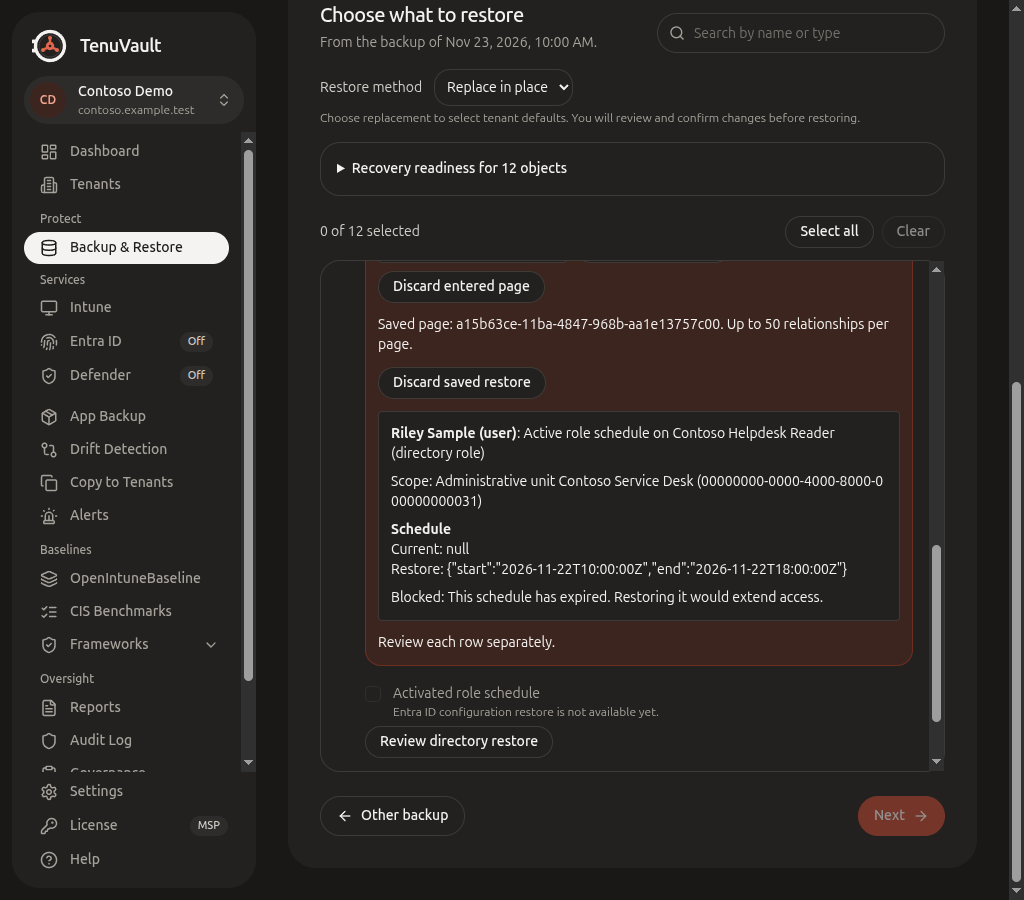 TenuVault
CD
Contoso Demo
contoso.example.test
Dashboard
Tenants
Protect
Backup & Restore
Services
Intune
Entra ID
Off
Defender
Off
App Backup
Drift Detection
Copy to Tenants
Alerts
Baselines
OpenIntuneBaseline
CIS Benchmarks
Frameworks
Oversight
Reports
Audit Log
Governance
Settings
License
MSP
Help
Choose what to restore
From the backup of Nov 23, 2026, 10:00 AM.
Search by name or type
Restore method
Replace in place
Choose replacement to select tenant defaults. You will review and confirm changes before restoring.
Recovery readiness for 12 objects
0 of 12 selected
Select all
Clear
Discard entered page
Saved page: a15b63ce-11ba-4847-968b-aa1e13757c00. Up to 50 relationships per
page.
Discard saved restore
Riley Sample (user): Active role schedule on Contoso Helpdesk Reader
(directory role)
Scope: Administrative unit Contoso Service Desk (00000000-0000-4000-8000-0
00000000031)
Schedule
Current: null
Restore: {"start":"2026-11-22T10:00:00Z","end":"2026-11-22T18:00:00Z"}
Blocked: This schedule has expired. Restoring it would extend access.
Review each row separately.
Activated role schedule
Entra ID configuration restore is not available yet.
Review directory restore
Other backup
Next